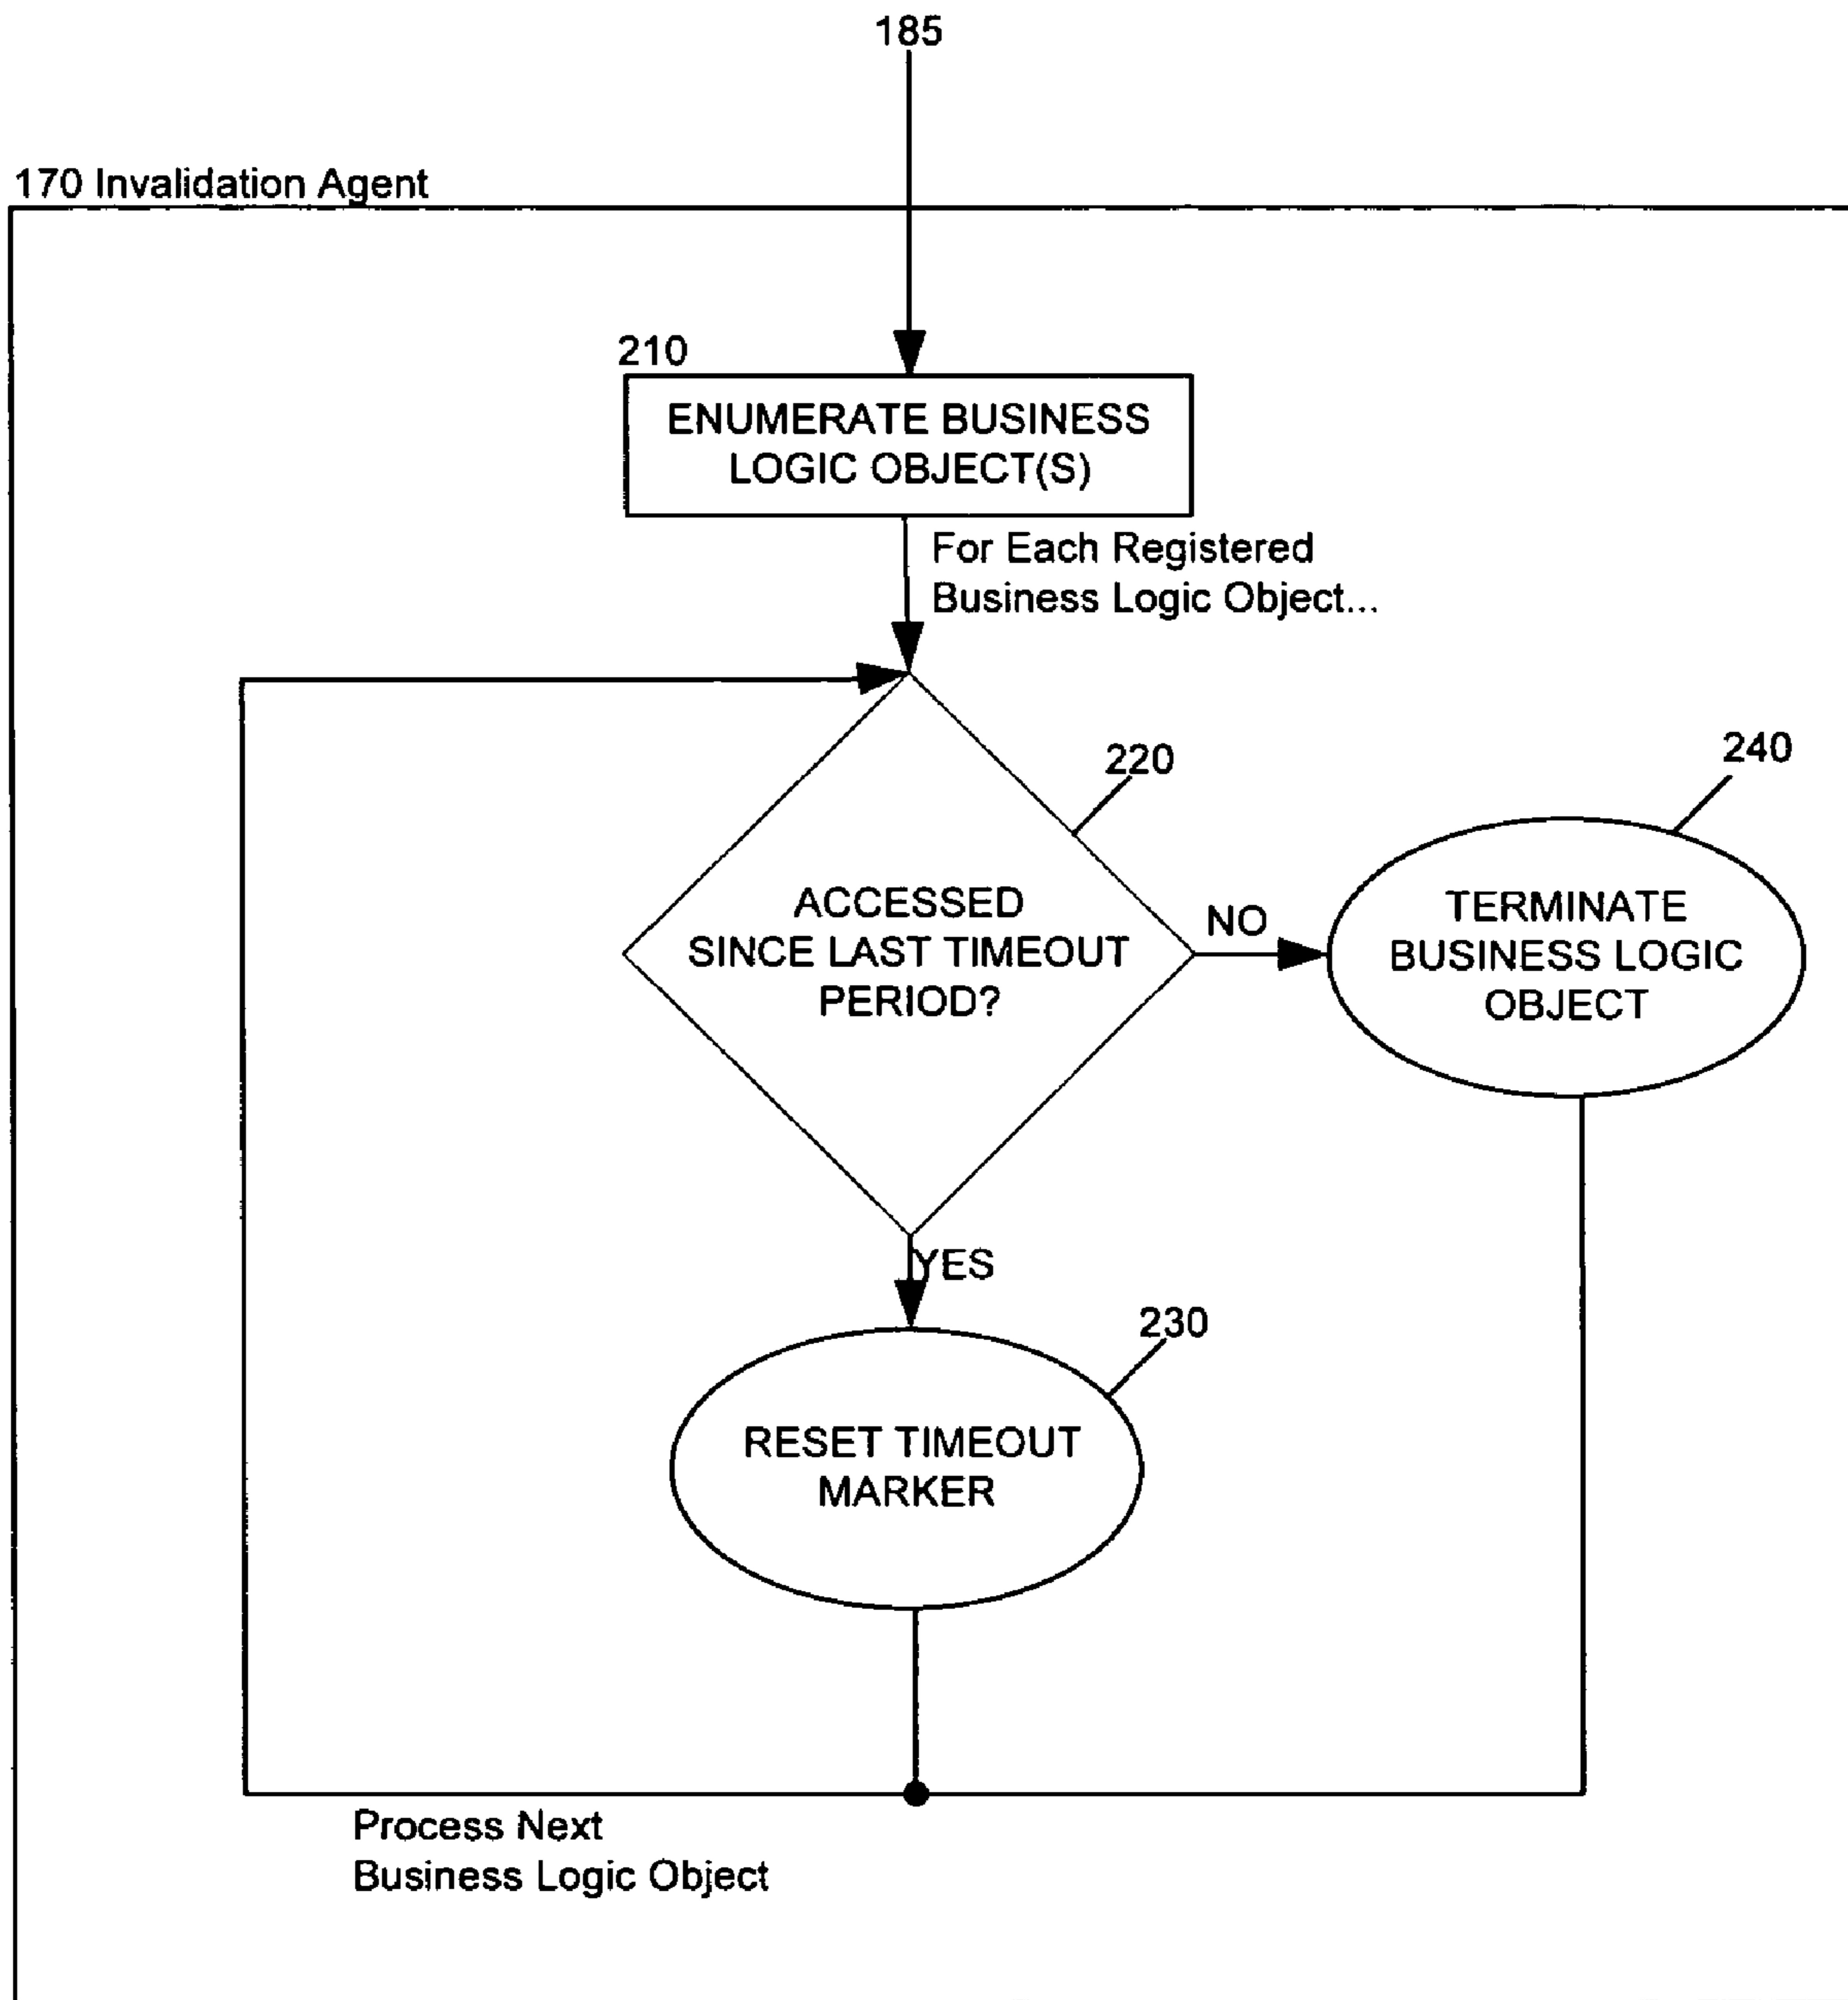 185
170 Invalidation Agent
210
ENUMERATE BUSINESS
LOGIC OBJECT(S)
For Each Registered
Business Logic Object...
220
240
ACCESSED
SINCE LAST TIMEOUT
PERIOD?
NO
TERMINATE
BUSINESS LOGIC
OBJECT
YES
230
RESET TIMEOUT
MARKER
Process Next
Business Logic Object